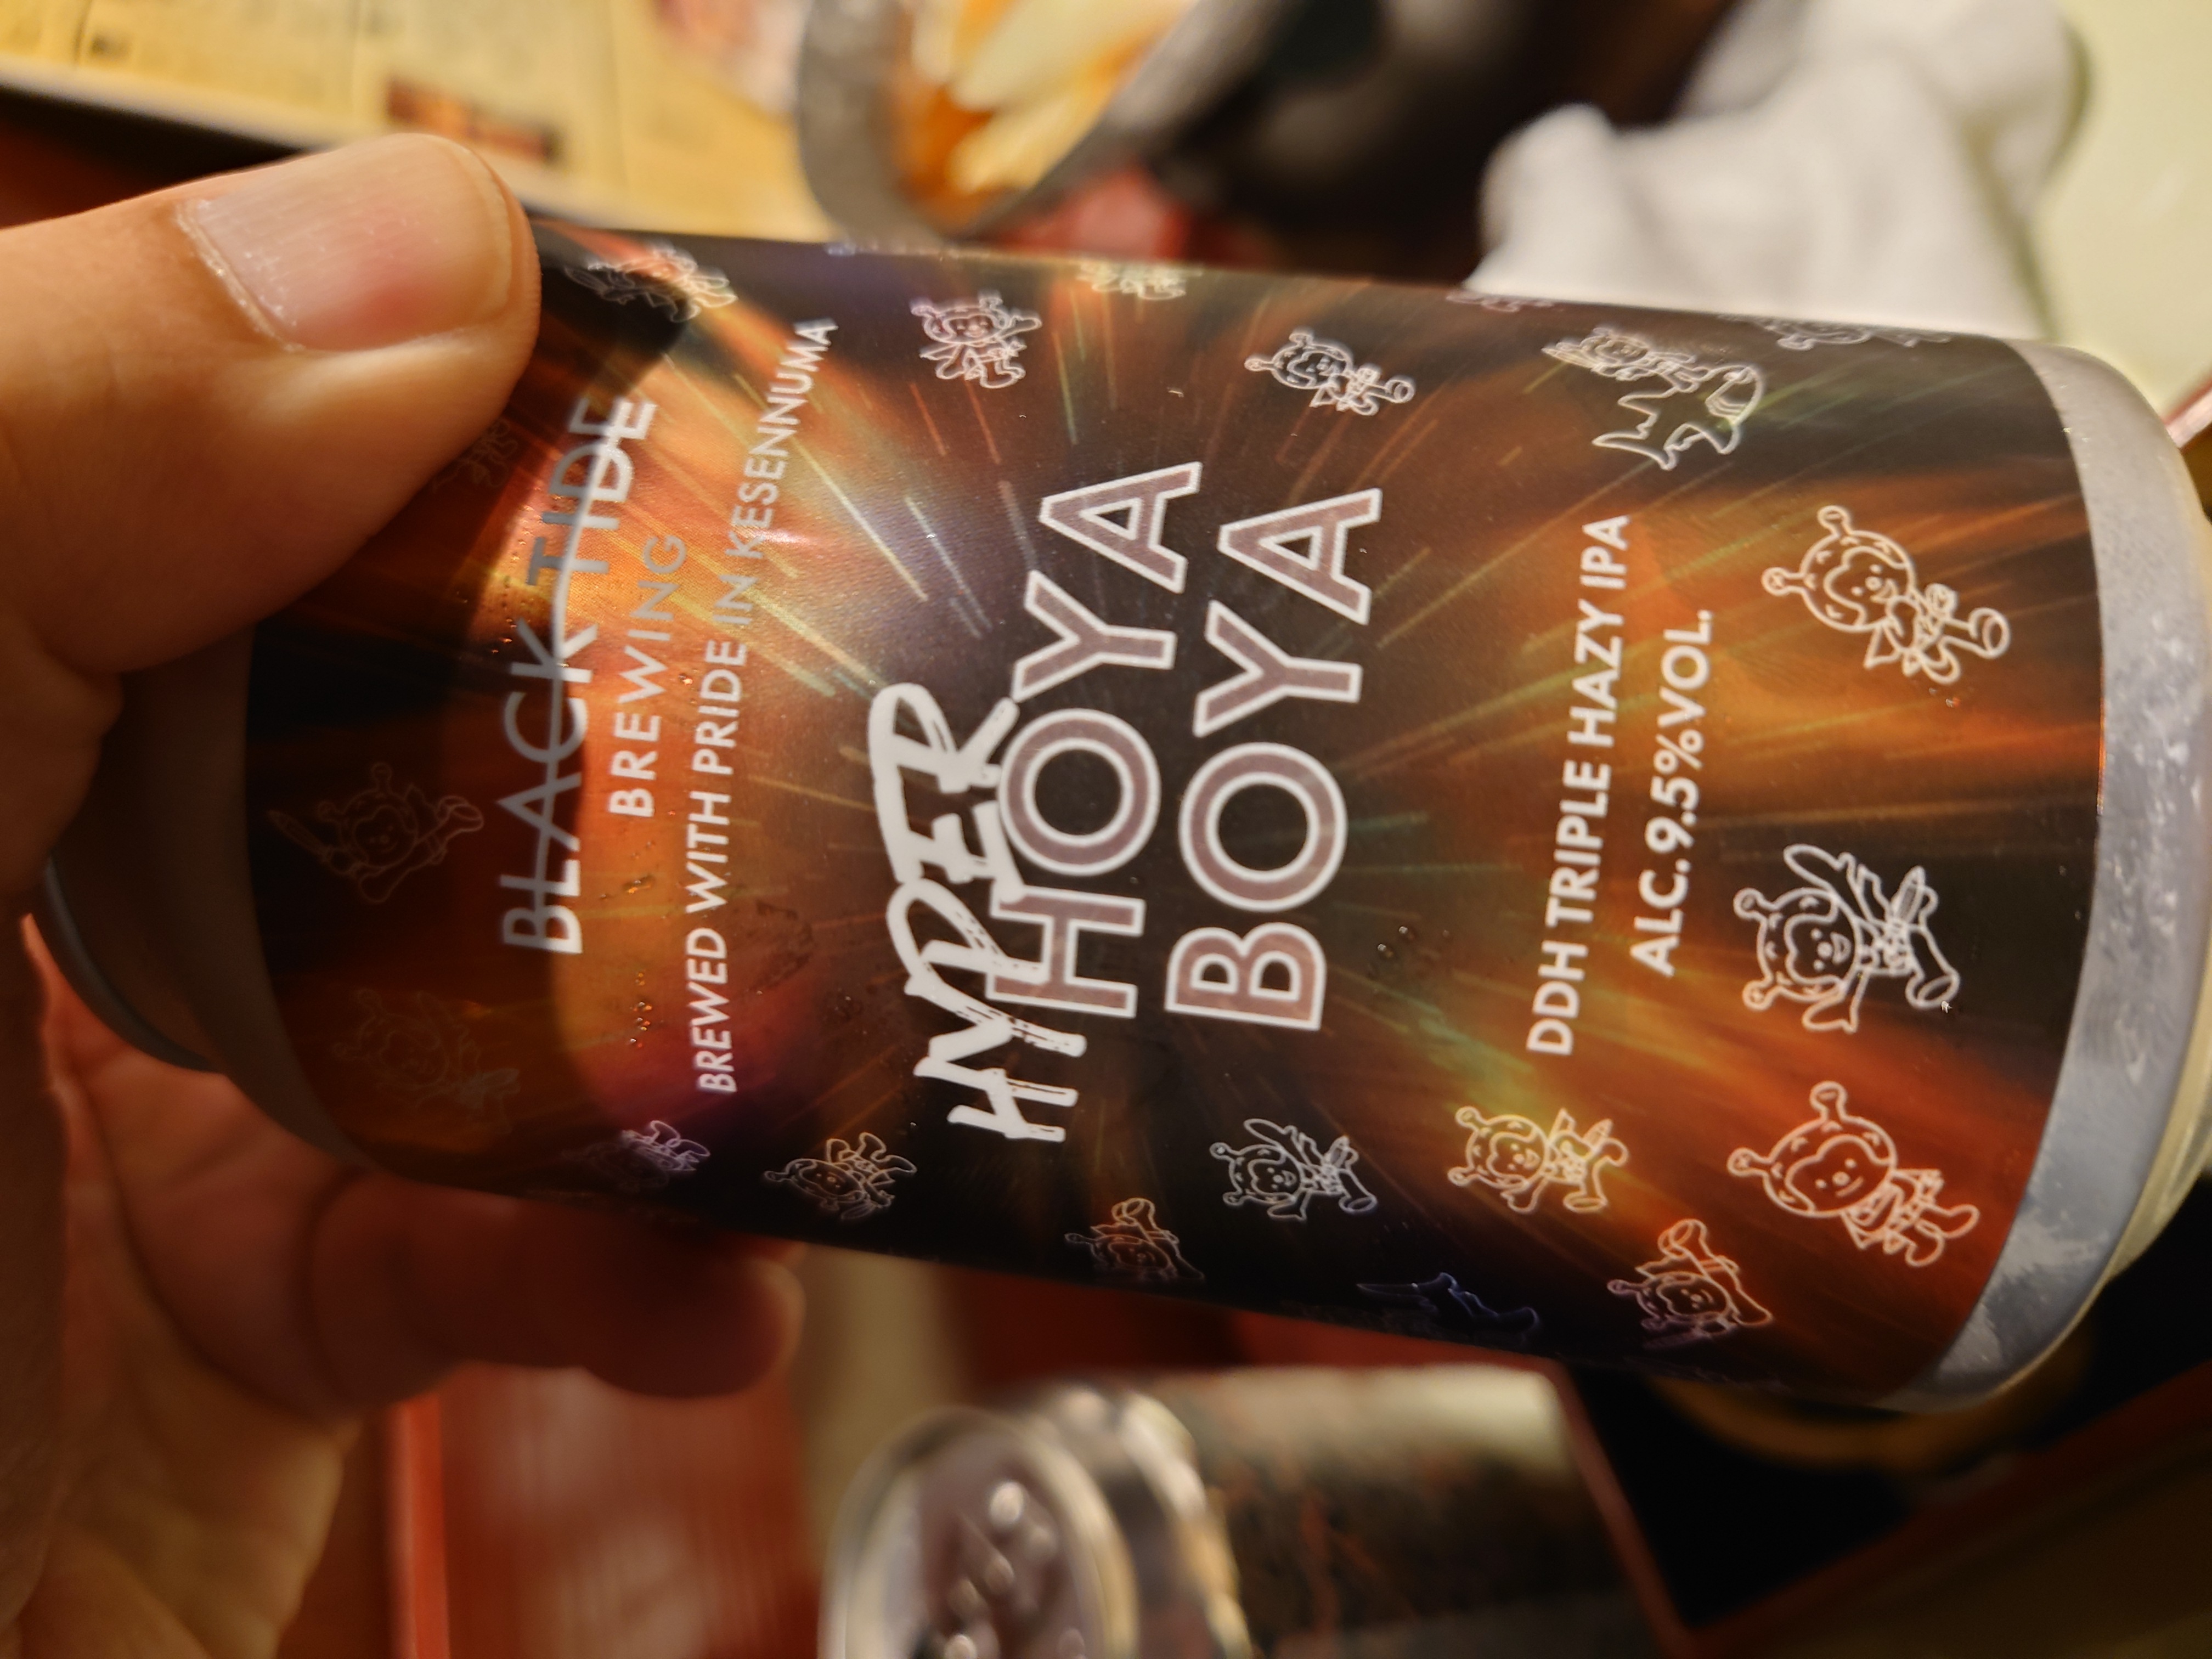 BLACK TIDE
BREWING
BREWED WITH PRIDE IN KESENNUMA
HYPER
HOYA
BOYA
DDH TRIPLE HAZY IPA
ALC.9.5%VOL.